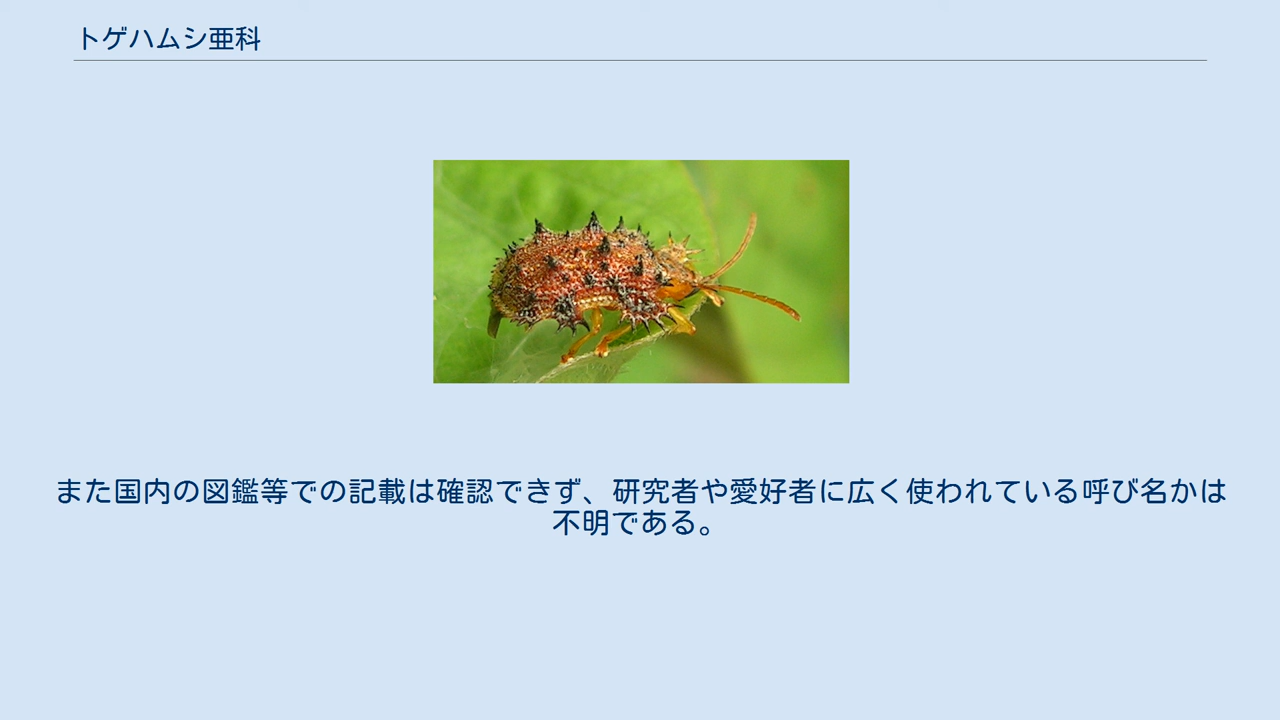 トゲハムシ亜科
また国内の図鑑等での記載は確認できず、研究者や愛好者に広く使われている呼び名かは
不明である。